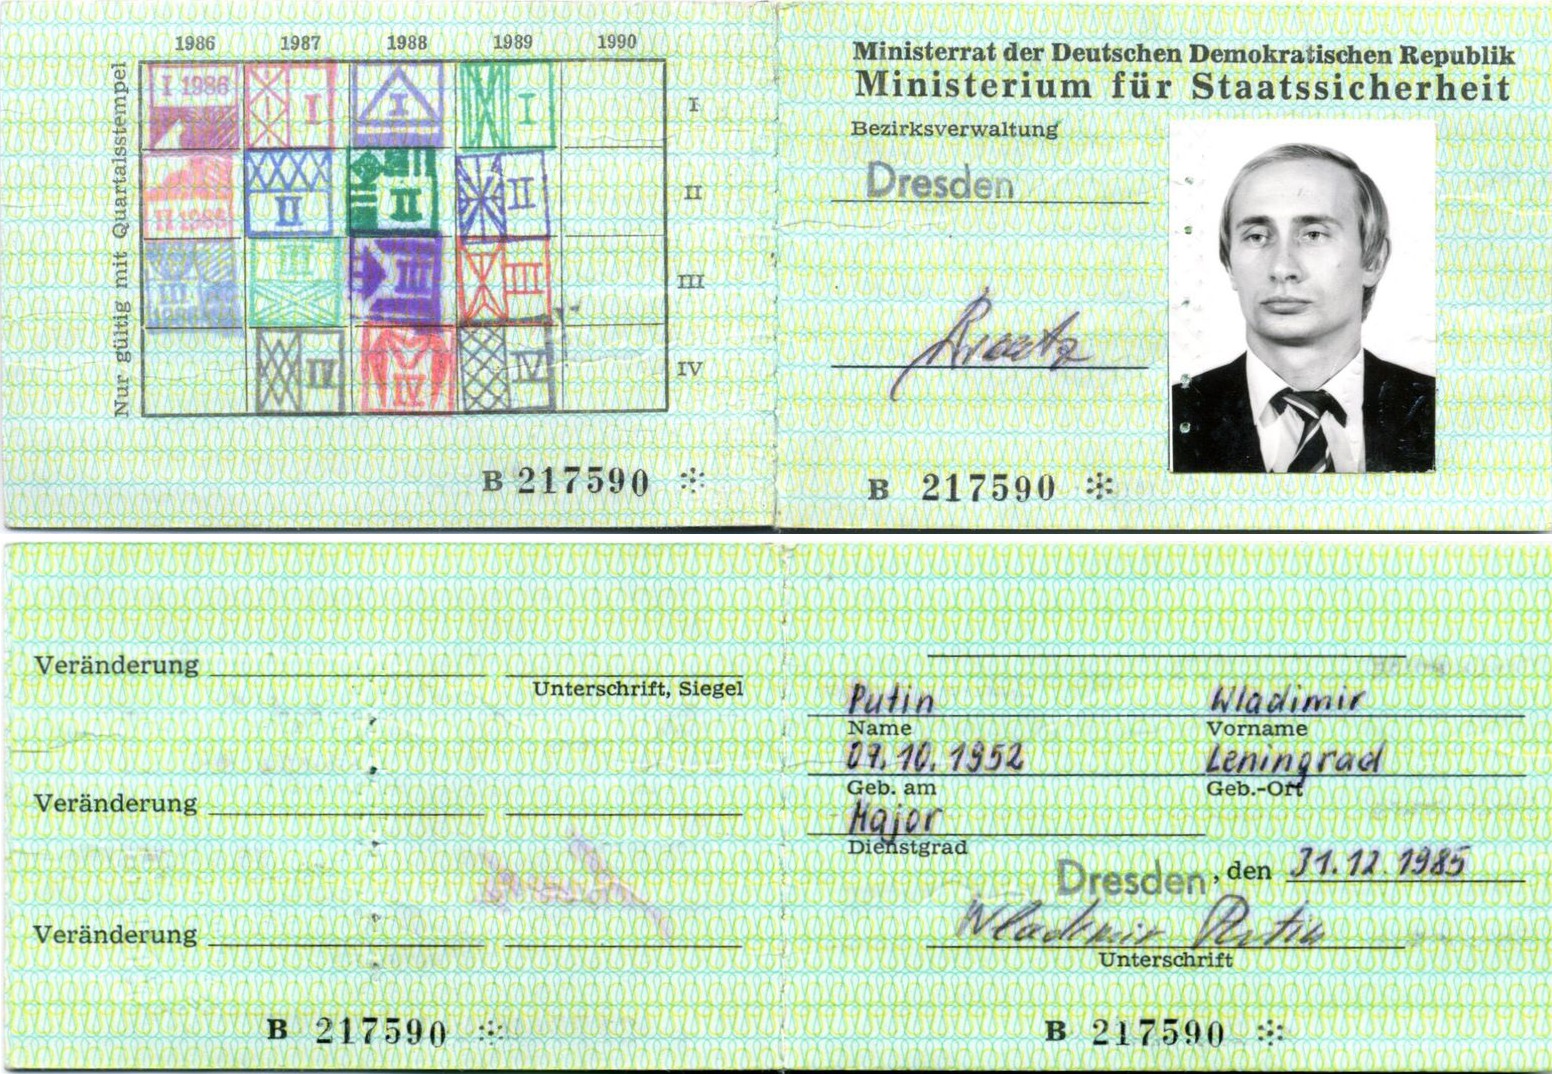 1986 1987 1988 1989 1990
Nur gültig mit Quartalsstempel
I 1986 I I I I
II 1986 II II II II
III III III III III
IV IV IV IV
B 217590
Ministerrat der Deutschen Demokratischen Republik
Ministerium für Staatssicherheit
Bezirksverwaltung
Dresden
B 217590
Veränderung
Unterschrift, Siegel
Veränderung
Veränderung
B 217590
Putin Wladimir
Name Vorname
07.10.1952 Leningrad
Geb. am Geb.-Ort
Major
Dienstgrad
Dresden, den 31.12.1985
Wladimir Putin
Unterschrift
B 217590